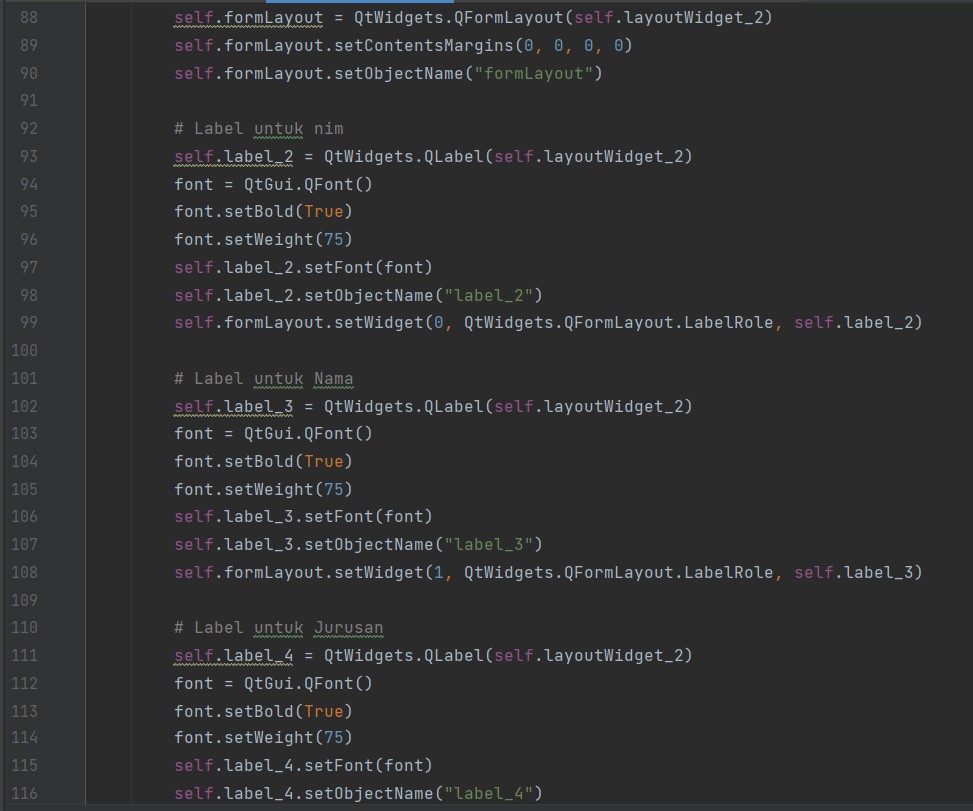 88 self.formLayout = QtWidgets.QFormLayout(self.layoutWidget_2)
89 self.formLayout.setContentsMargins(0, 0, 0, 0)
90 self.formLayout.setObjectName("formLayout")
91
92 # Label untuk nim
93 self.label_2 = QtWidgets.QLabel(self.layoutWidget_2)
94 font = QtGui.QFont()
95 font.setBold(True)
96 font.setWeight(75)
97 self.label_2.setFont(font)
98 self.label_2.setObjectName("label_2")
99 self.formLayout.setWidget(0, QtWidgets.QFormLayout.LabelRole, self.label_2)
100
101 # Label untuk Nama
102 self.label_3 = QtWidgets.QLabel(self.layoutWidget_2)
103 font = QtGui.QFont()
104 font.setBold(True)
105 font.setWeight(75)
106 self.label_3.setFont(font)
107 self.label_3.setObjectName("label_3")
108 self.formLayout.setWidget(1, QtWidgets.QFormLayout.LabelRole, self.label_3)
109
110 # Label untuk Jurusan
111 self.label_4 = QtWidgets.QLabel(self.layoutWidget_2)
112 font = QtGui.QFont()
113 font.setBold(True)
114 font.setWeight(75)
115 self.label_4.setFont(font)
116 self.label_4.setObjectName("label_4")